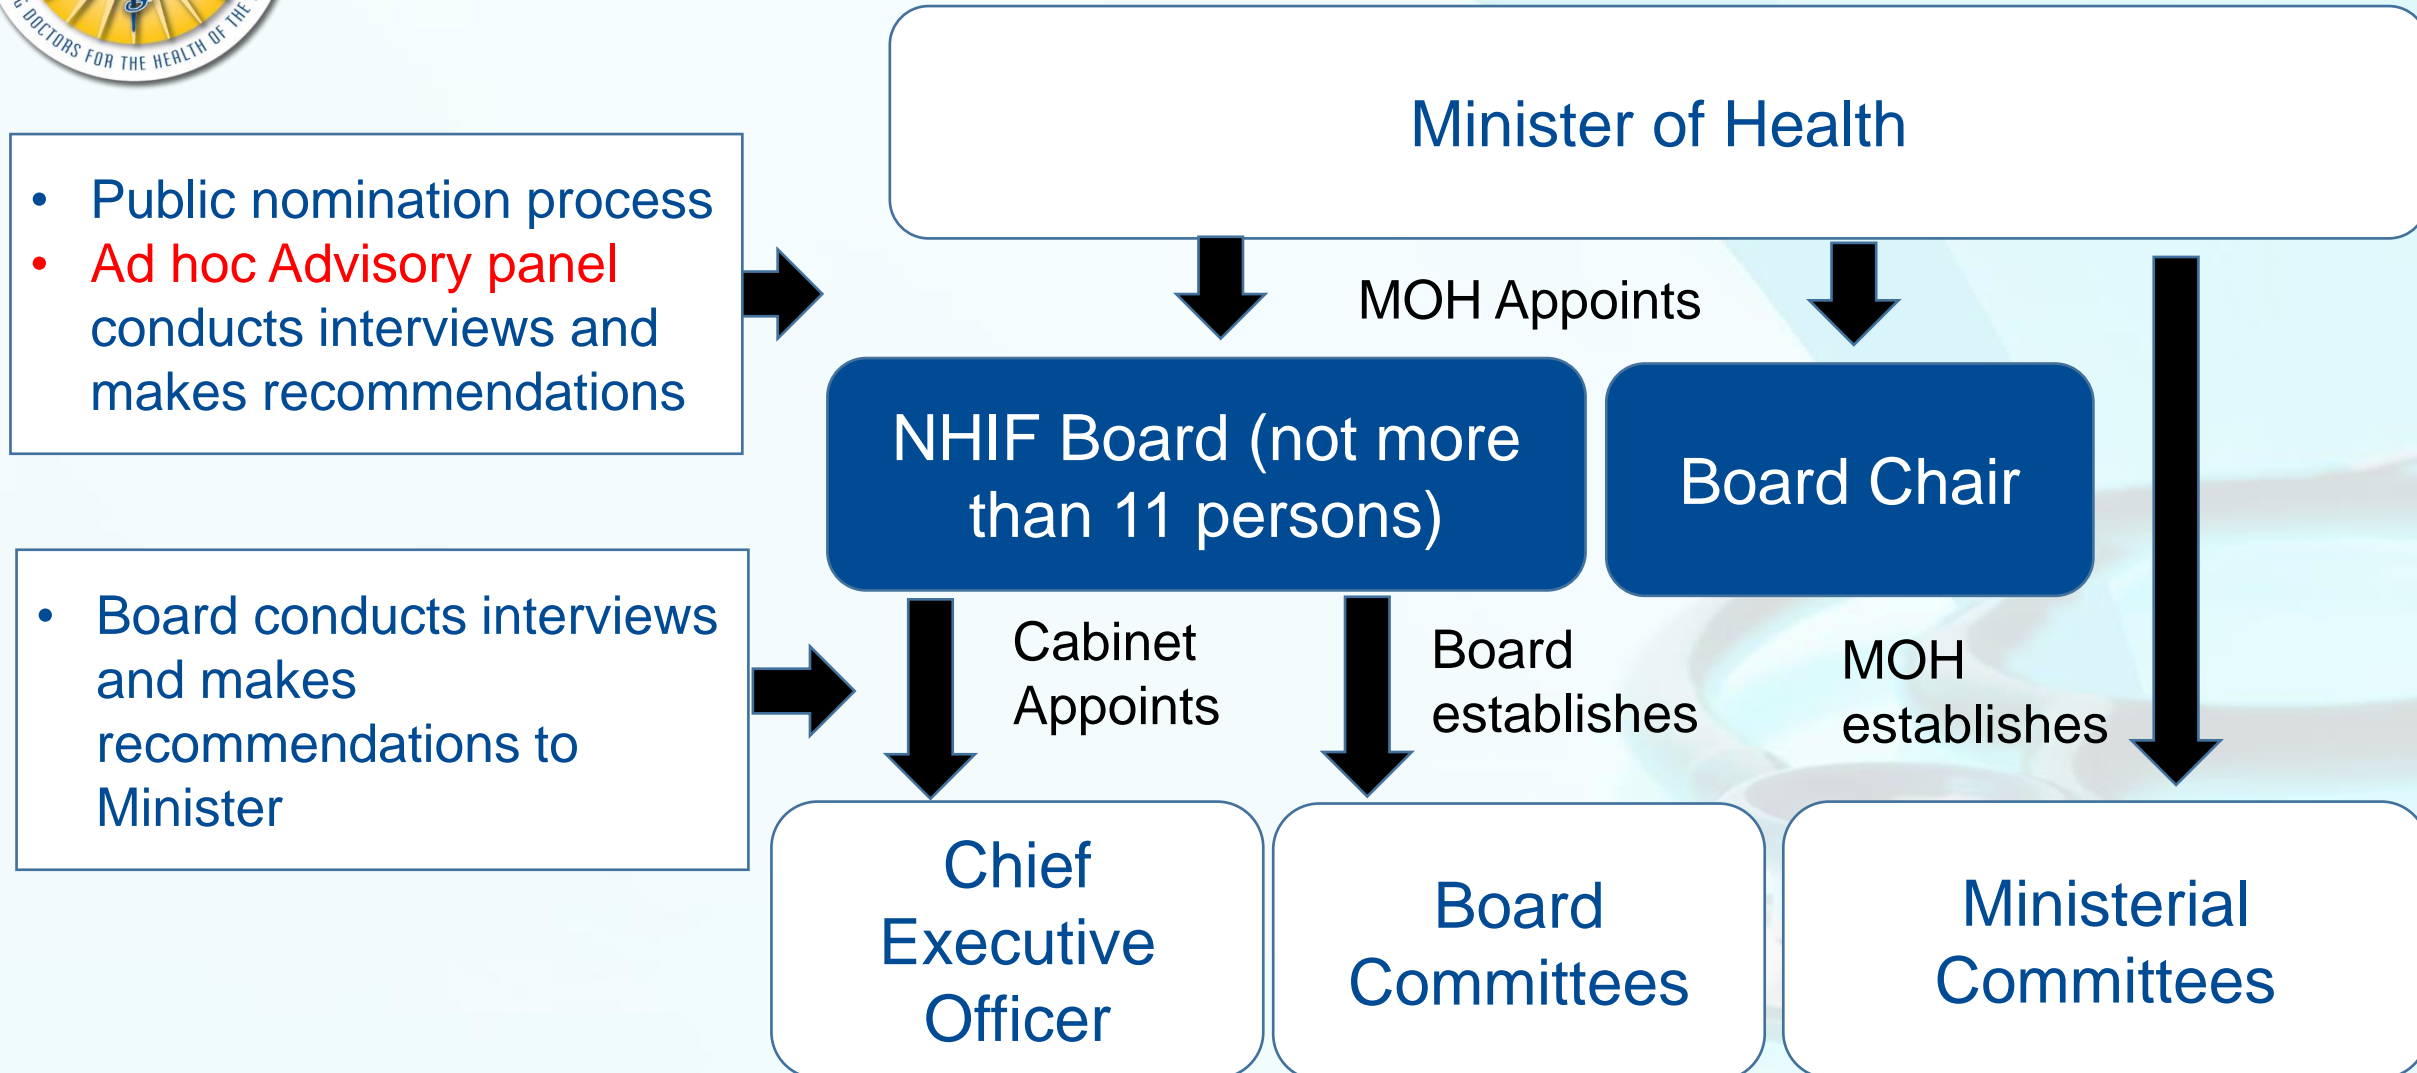 DOCTORS FOR THE HEALTH OF THE
Minister of Health
• Public nomination process
• Ad hoc Advisory panel
conducts interviews and
makes recommendations
MOH Appoints
NHIF Board (not more
than 11 persons)
Board Chair
• Board conducts interviews
and makes
recommendations to
Minister
Cabinet
Appoints
Board
establishes
MOH
establishes
Chief
Executive
Officer
Board
Committees
Ministerial
Committees